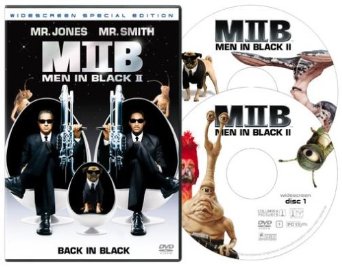 WIDESCREEN SPECIAL EDITION
MR. JONES MR. SMITH
MIIB
MEN IN BLACK II
BACK IN BLACK
DVD
MIIB
MEN IN BLACK II
MIIB
MEN IN BLACK II
widescreen
disc 1
DVD